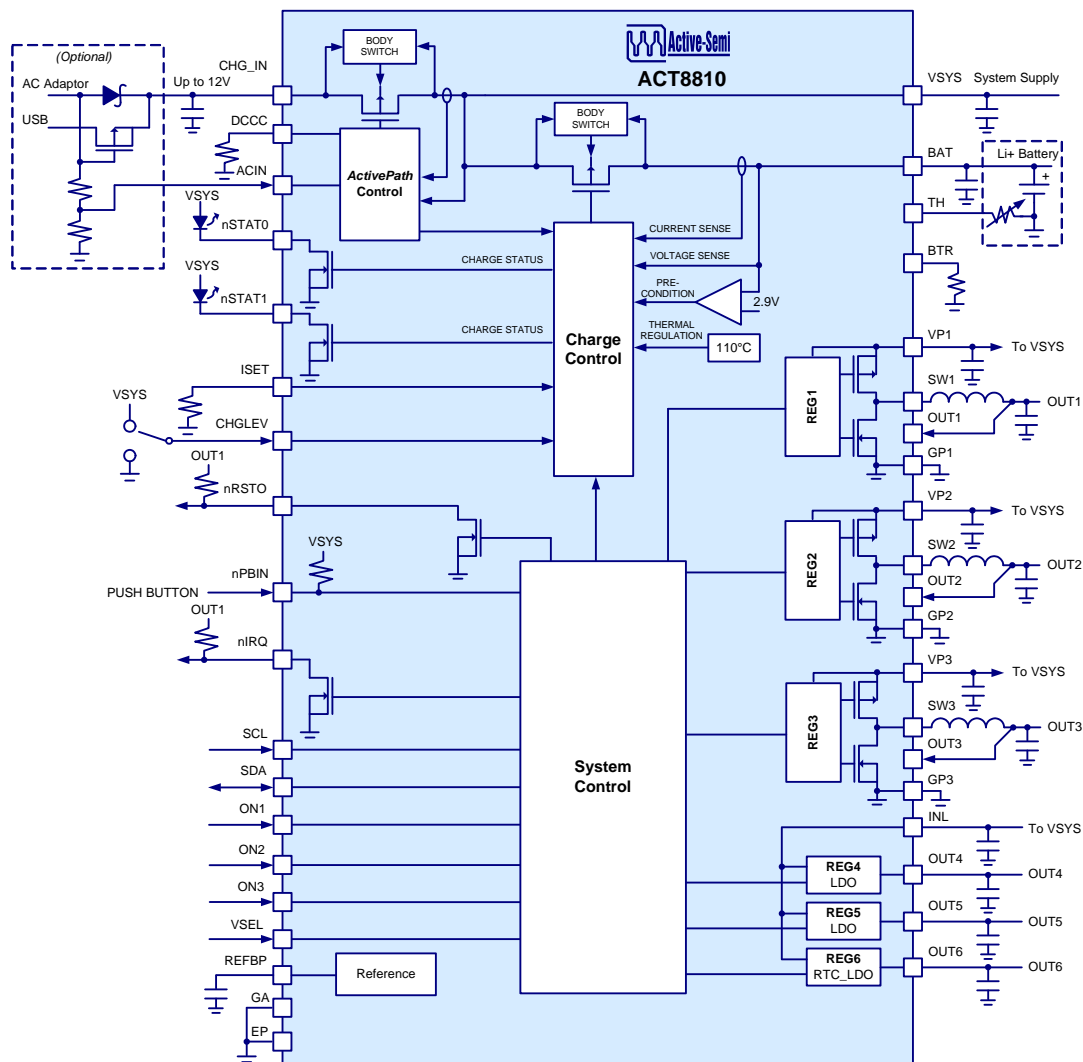 Active-Semi
ACT8810
(Optional)
AC Adaptor
USB
Up to 12V
CHG_IN
DCCC
ACIN
VSYS
nSTAT0
VSYS
nSTAT1
ISET
VSYS
CHGLEV
OUT1
nRSTO
VSYS
nPBIN
PUSH BUTTON
OUT1
nIRQ
SCL
SDA
ON1
ON2
ON3
VSEL
REFBP
GA
EP
BODY
SWITCH
ActivePath
Control
BODY
SWITCH
CHARGE STATUS
CHARGE STATUS
CURRENT SENSE
VOLTAGE SENSE
PRE-
CONDITION
2.9V
THERMAL
REGULATION
110°C
Charge
Control
System
Control
Reference
REG1
REG2
REG3
REG4
LDO
REG5
LDO
REG6
RTC_LDO
VSYS
System Supply
BAT
Li+ Battery
+
TH
BTR
VP1
To VSYS
SW1
OUT1
OUT1
GP1
VP2
To VSYS
SW2
OUT2
OUT2
GP2
VP3
To VSYS
SW3
OUT3
OUT3
GP3
INL
To VSYS
OUT4
OUT4
OUT5
OUT5
OUT6
OUT6